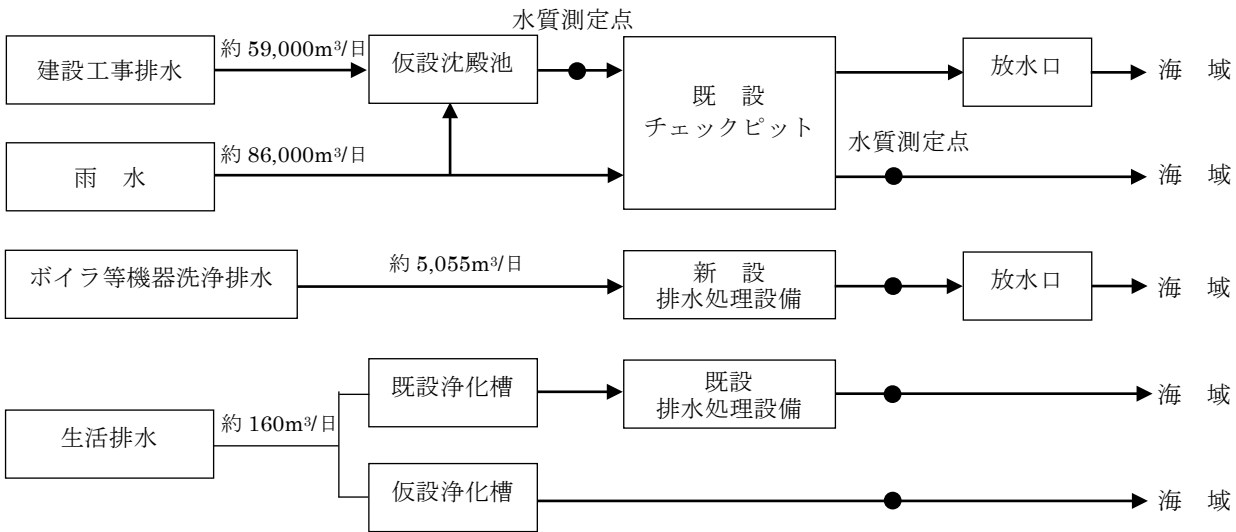 水質測定点
建設工事排水
約 59,000m³/日
仮設沈殿池
既　設
チェックピット
放水口
海　域
雨　水
約 86,000m³/日
水質測定点
海　域
ボイラ等機器洗浄排水
約 5,055m³/日
新　設
排水処理設備
放水口
海　域
生活排水
約 160m³/日
既設浄化槽
既設
排水処理設備
海　域
仮設浄化槽
海　域